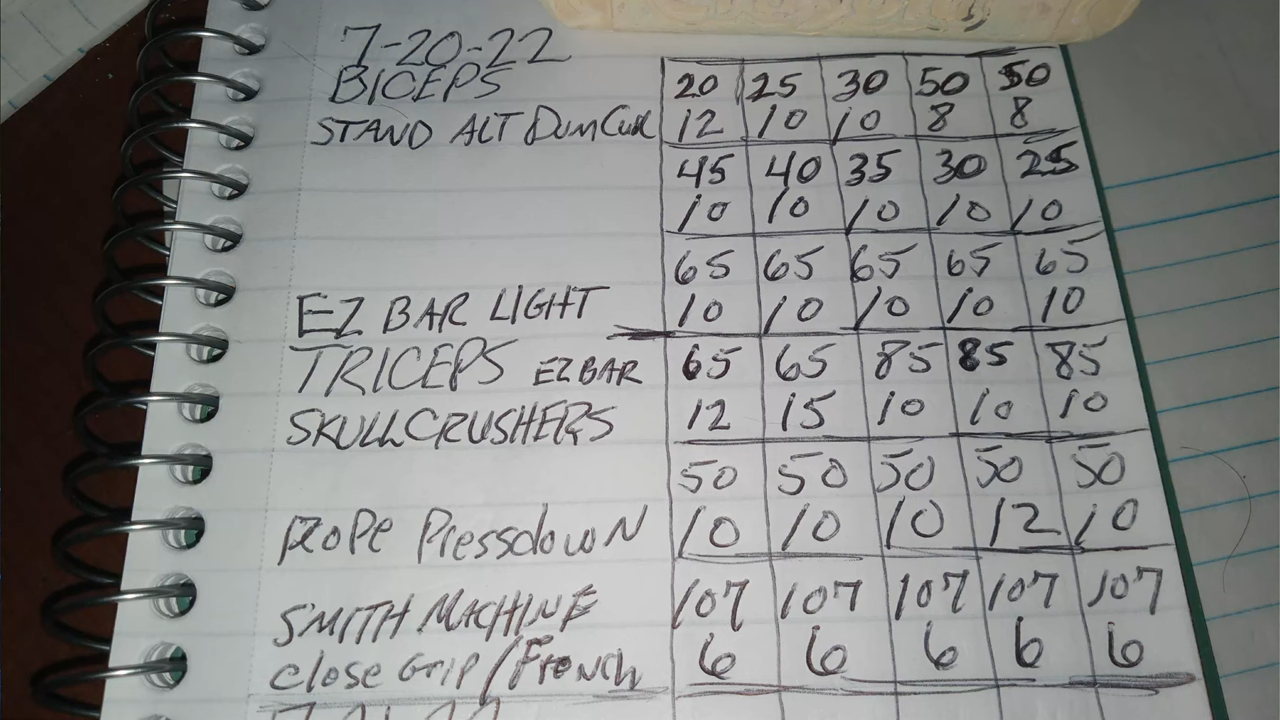 7-20-22
BICEPS 20 25 30 50 50
STAND ALT DUM CURL 12 10 10 8 8
45 40 35 30 25
10 10 10 10 10
65 65 65 65 65
EZ BAR LIGHT 10 10 10 10 10
TRICEPS EZ BAR 65 65 85 85 85
SKULLCRUSHERS 12 15 10 10 10
50 50 50 50 50
ROPE PressdowN 10 10 10 12 10
SMITH MACHINE 107 107 107 107 107
close Grip/French 6 6 6 6 6